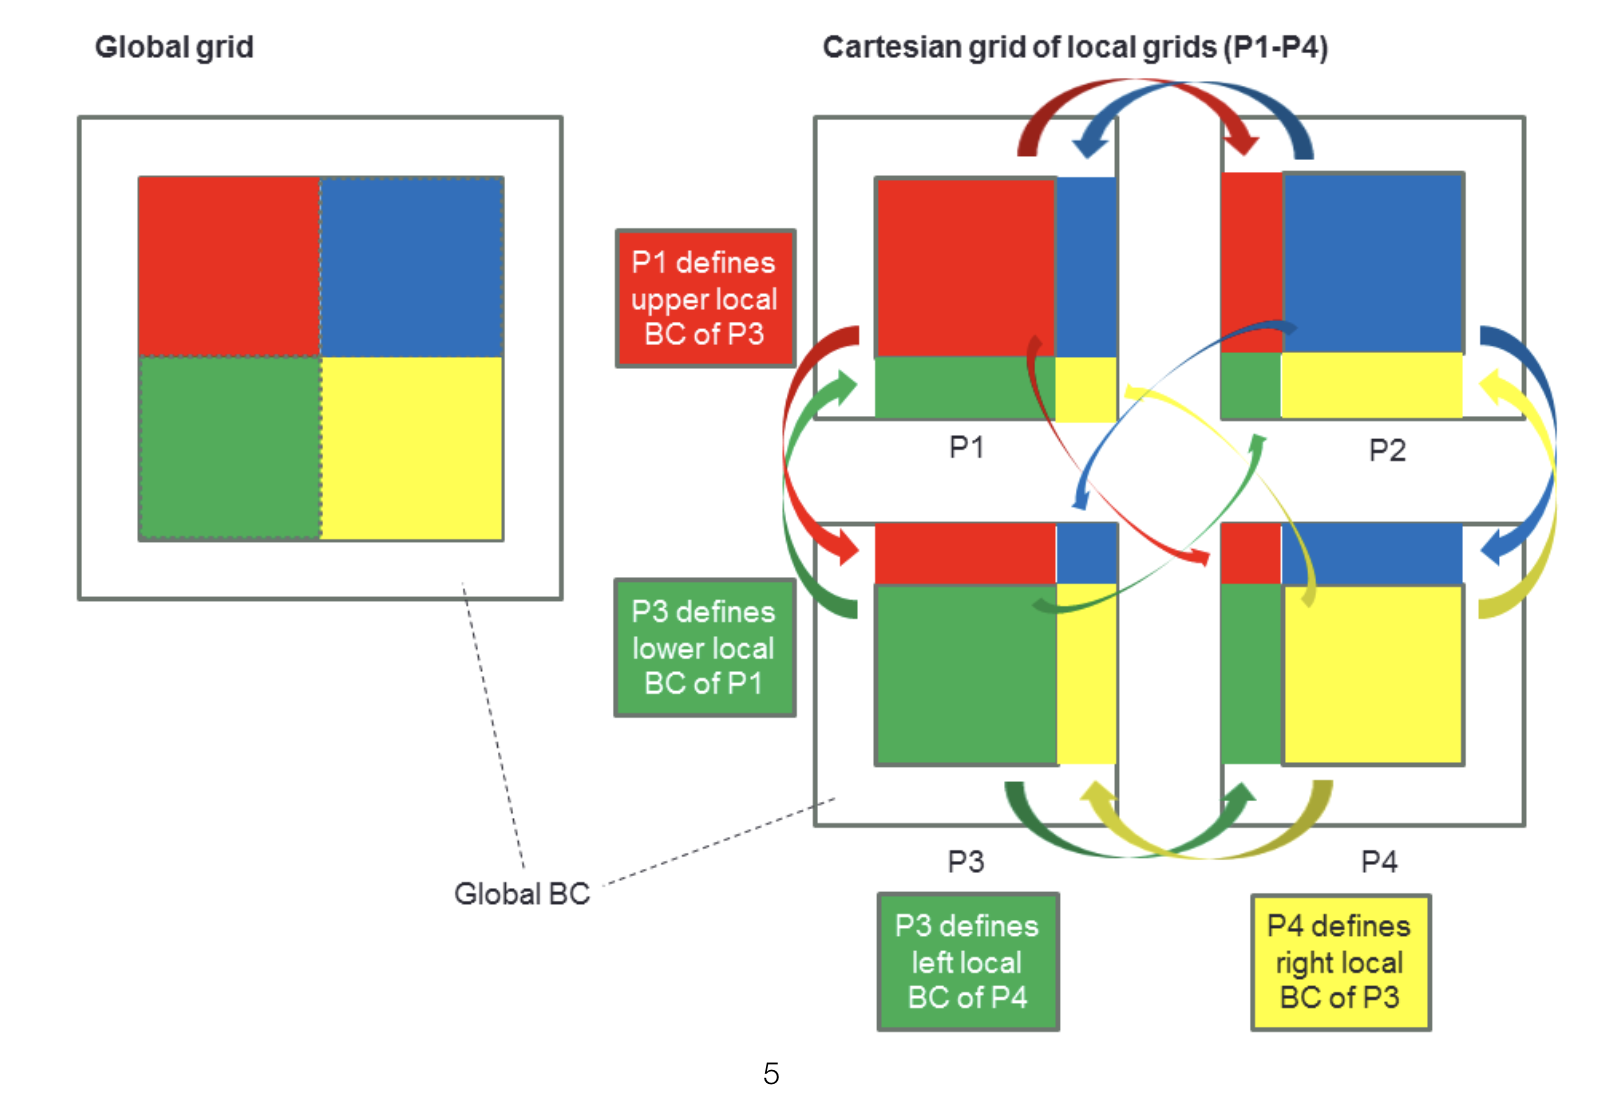 Global grid
Cartesian grid of local grids (P1-P4)
P1 defines
upper local
BC of P3
P1
P2
P3 defines
lower local
BC of P1
Global BC
P3
P4
P3 defines
left local
BC of P4
P4 defines
right local
BC of P3
5